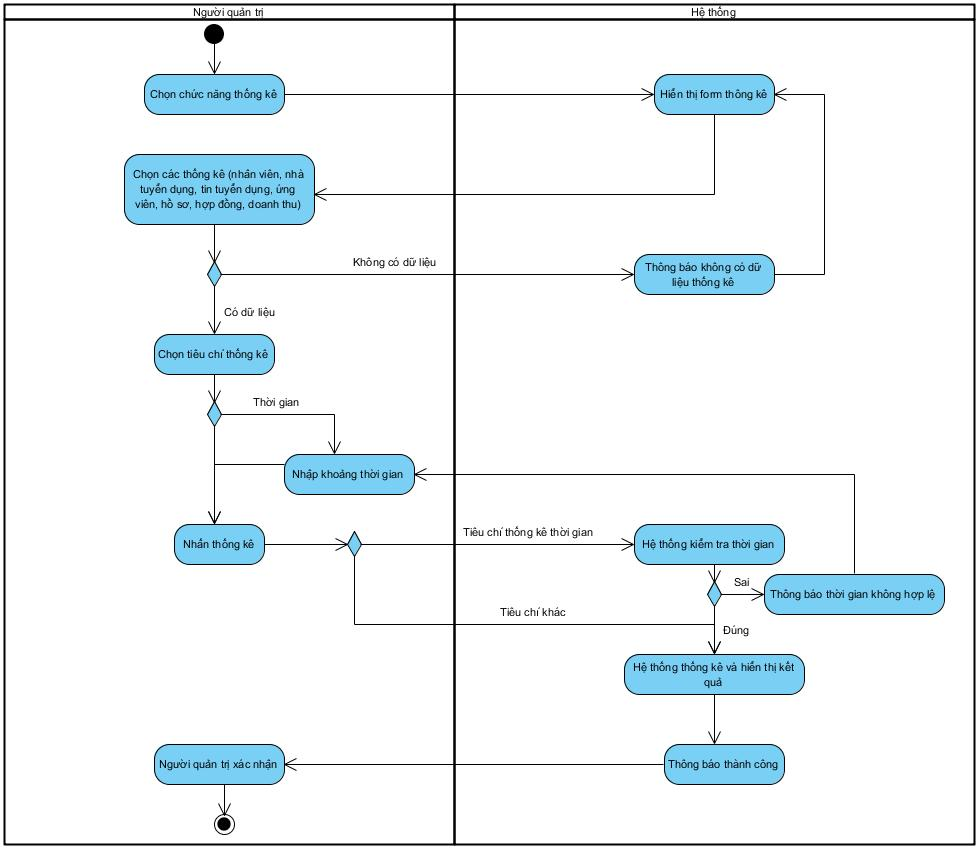 Người quản trị
Hệ thống
Chọn chức năng thống kê
Hiển thị form thông kê
Chọn các thống kê (nhân viên, nhà
tuyển dụng, tin tuyển dụng, ứng
viên, hồ sơ, hợp đồng, doanh thu)
Không có dữ liệu
Thông báo không có dữ
liệu thống kê
Có dữ liệu
Chọn tiêu chí thống kê
Thời gian
Nhập khoảng thời gian
Nhấn thống kê
Tiêu chí thống kê thời gian
Hệ thống kiểm tra thời gian
Sai
Thông báo thời gian không hợp lệ
Tiêu chí khác
Đúng
Hệ thống thống kê và hiển thị kết
quả
Người quản trị xác nhận
Thông báo thành công